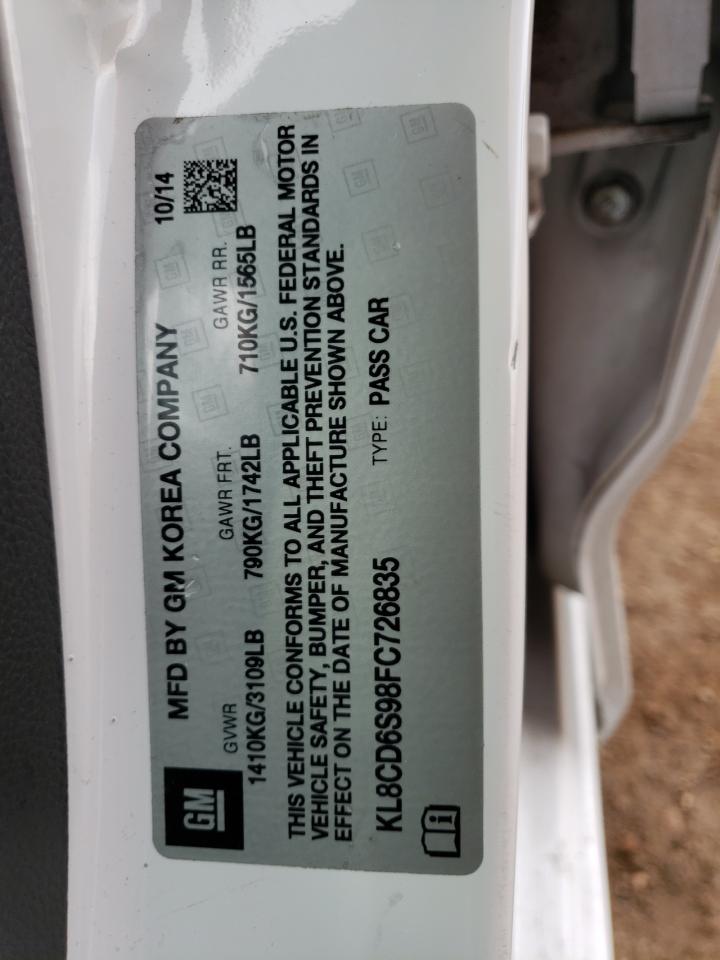 GM
MFD BY GM KOREA COMPANY 10/14
GVWR GAWR FRT. GAWR RR.
1410KG/3109LB 790KG/1742LB 710KG/1565LB
THIS VEHICLE CONFORMS TO ALL APPLICABLE U.S. FEDERAL MOTOR
VEHICLE SAFETY, BUMPER, AND THEFT PREVENTION STANDARDS IN
EFFECT ON THE DATE OF MANUFACTURE SHOWN ABOVE.
KL8CD6S98FC726835 TYPE: PASS CAR